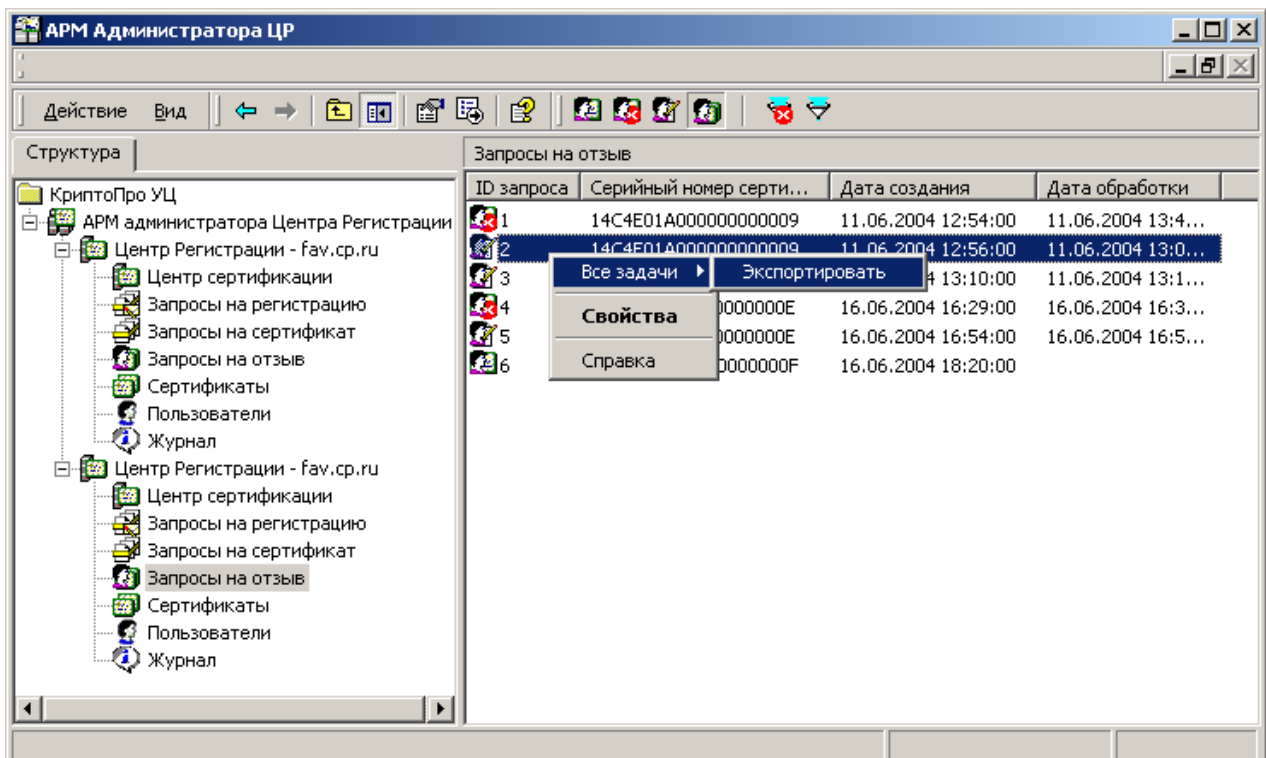 АРМ Администратора ЦР
Действие Вид
Структура
Запросы на отзыв
КриптоПро УЦ
АРМ администратора Центра Регистрации
Центр Регистрации - fav.cp.ru
Центр сертификации
Запросы на регистрацию
Запросы на сертификат
Запросы на отзыв
Сертификаты
Пользователи
Журнал
Центр Регистрации - fav.cp.ru
Центр сертификации
Запросы на регистрацию
Запросы на сертификат
Запросы на отзыв
Сертификаты
Пользователи
Журнал
ID запроса Серийный номер серти... Дата создания Дата обработки
1 14C4E01A000000000009 11.06.2004 12:54:00 11.06.2004 13:4...
2 14C4E01A000000000009 11.06.2004 12:56:00 11.06.2004 13:0...
3 4 13:10:00 11.06.2004 13:1...
4 0000000E 16.06.2004 16:29:00 16.06.2004 16:3...
5 0000000E 16.06.2004 16:54:00 16.06.2004 16:5...
6 0000000F 16.06.2004 18:20:00
Все задачи Экспортировать
Свойства
Справка